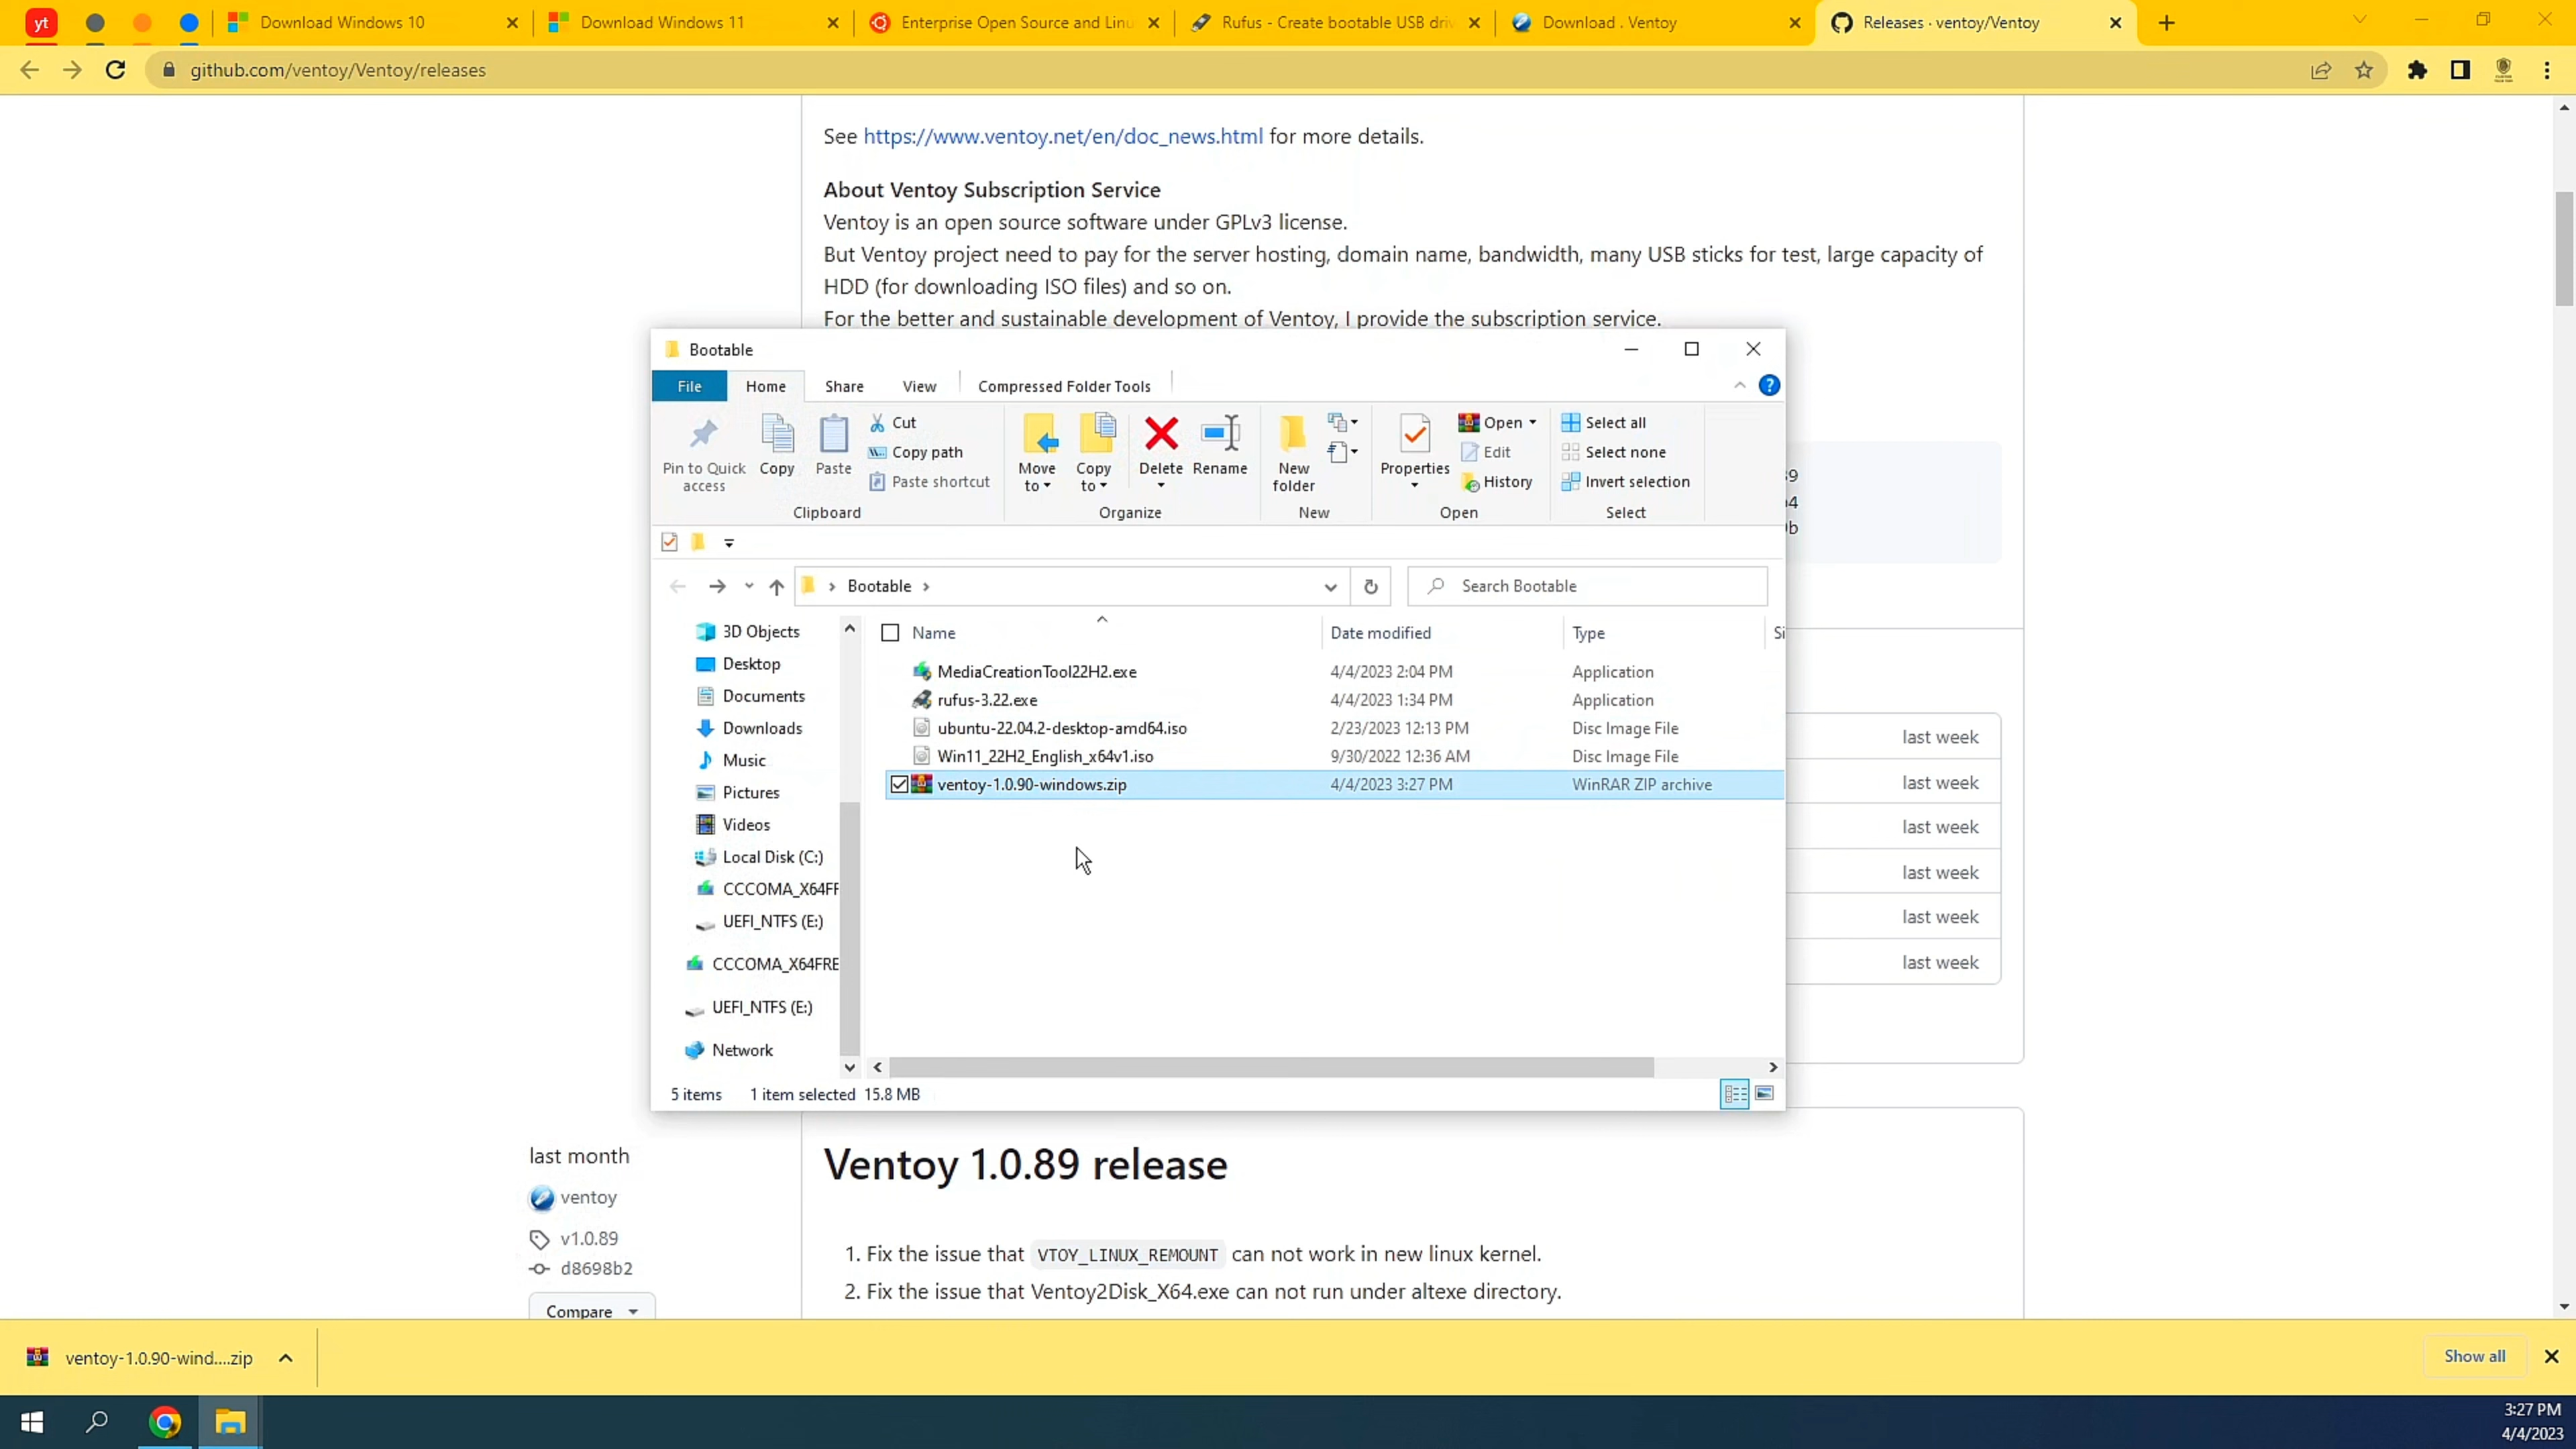 yt
Download Windows 10
Download Windows 11
Enterprise Open Source and Linu
Rufus - Create bootable USB driv
Download . Ventoy
Releases · ventoy/Ventoy
github.com/ventoy/Ventoy/releases
See https://www.ventoy.net/en/doc_news.html for more details.
About Ventoy Subscription Service
Ventoy is an open source software under GPLv3 license.
But Ventoy project need to pay for the server hosting, domain name, bandwidth, many USB sticks for test, large capacity of
HDD (for downloading ISO files) and so on.
For the better and sustainable development of Ventoy, I provide the subscription service.
Bootable
File Home Share View Compressed Folder Tools
Pin to Quick access
Copy
Paste
Cut
Copy path
Paste shortcut
Move to
Copy to
Delete
Rename
New folder
Properties
Open
Edit
History
Select all
Select none
Invert selection
Clipboard Organize New Open Select
Bootable
Search Bootable
3D Objects
Desktop
Documents
Downloads
Music
Pictures
Videos
Local Disk (C:)
CCCOMA_X64FF
UEFI_NTFS (E:)
CCCOMA_X64FRE
UEFI_NTFS (E:)
Network
Name Date modified Type Si
MediaCreationTool22H2.exe 4/4/2023 2:04 PM Application
rufus-3.22.exe 4/4/2023 1:34 PM Application
ubuntu-22.04.2-desktop-amd64.iso 2/23/2023 12:13 PM Disc Image File
Win11_22H2_English_x64v1.iso 9/30/2022 12:36 AM Disc Image File
ventoy-1.0.90-windows.zip 4/4/2023 3:27 PM WinRAR ZIP archive
5 items 1 item selected 15.8 MB
last week
last week
last week
last week
last week
last week
last month
ventoy
v1.0.89
d8698b2
Compare
Ventoy 1.0.89 release
1. Fix the issue that VTOY_LINUX_REMOUNT can not work in new linux kernel.
2. Fix the issue that Ventoy2Disk_X64.exe can not run under altexe directory.
ventoy-1.0.90-wind....zip
Show all
3:27 PM
4/4/2023